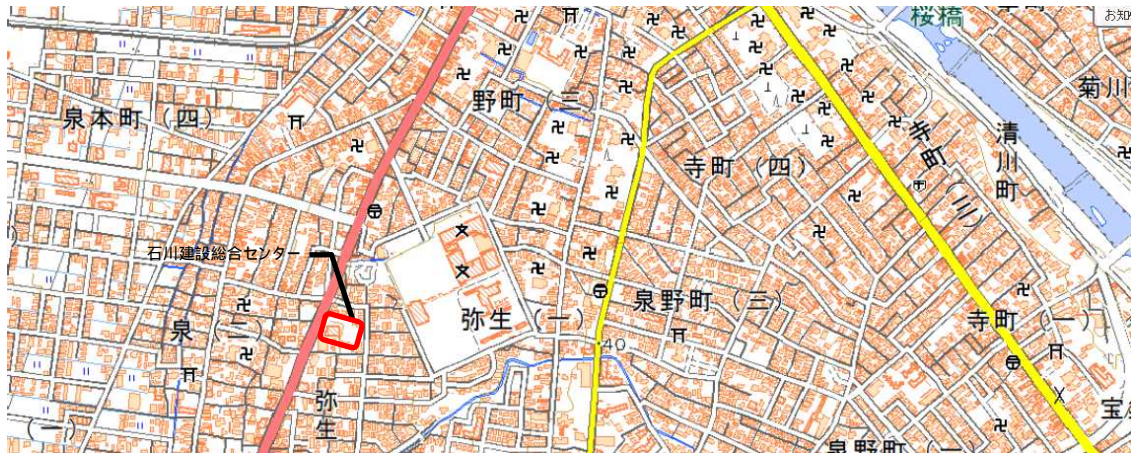 桜橋
お知
菊川
泉本町（四）
野町（三）
寺町（四）
寺町（三）
清川町
石川建設総合センター
泉（二）
弥生（一）
泉野町（三）
寺町（一）
40
弥生
宝
（一）
泉野町（一）